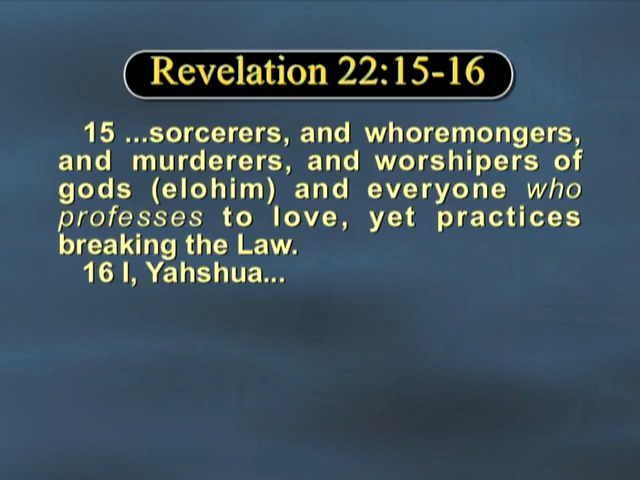 Revelation 22:15-16
15 ...sorcerers, and whoremongers,
and murderers, and worshipers of
gods (elohim) and everyone who
professes to love, yet practices
breaking the Law.
16 I, Yahshua...